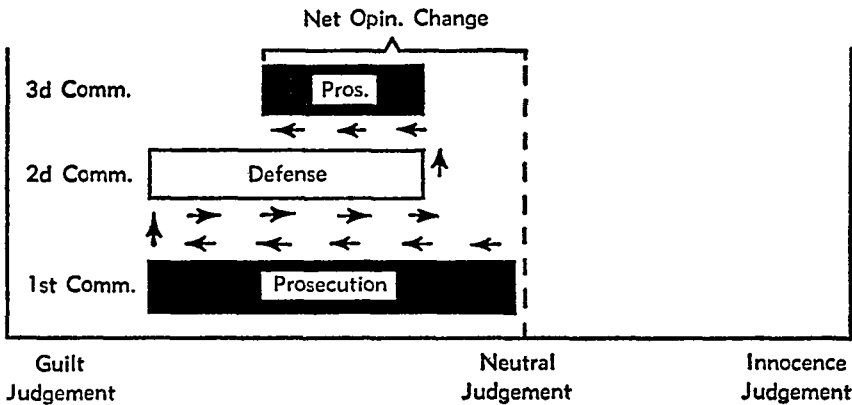 Net Opin. Change
3d Comm.
Pros.
2d Comm.
Defense
1st Comm.
Prosecution
Guilt
Judgement
Neutral
Judgement
Innocence
Judgement